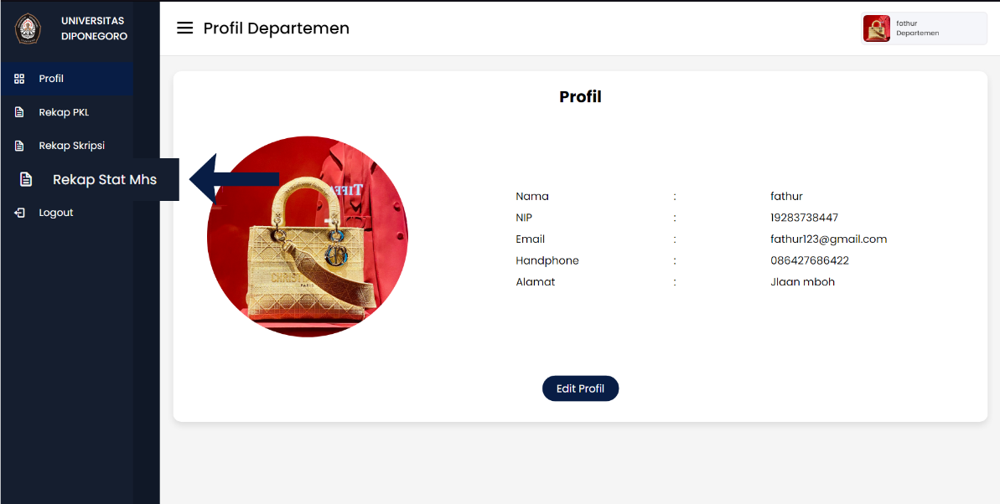 UNIVERSITAS
DIPONEGORO
Profil
Rekap PKL
Rekap Skripsi
Rekap Stat Mhs
Logout
Profil Departemen
fathur
Departemen
Profil
Nama : fathur
NIP : 19283738447
Email : fathur123@gmail.com
Handphone : 086427686422
Alamat : Jlaan mboh
PARIS
Edit Profil